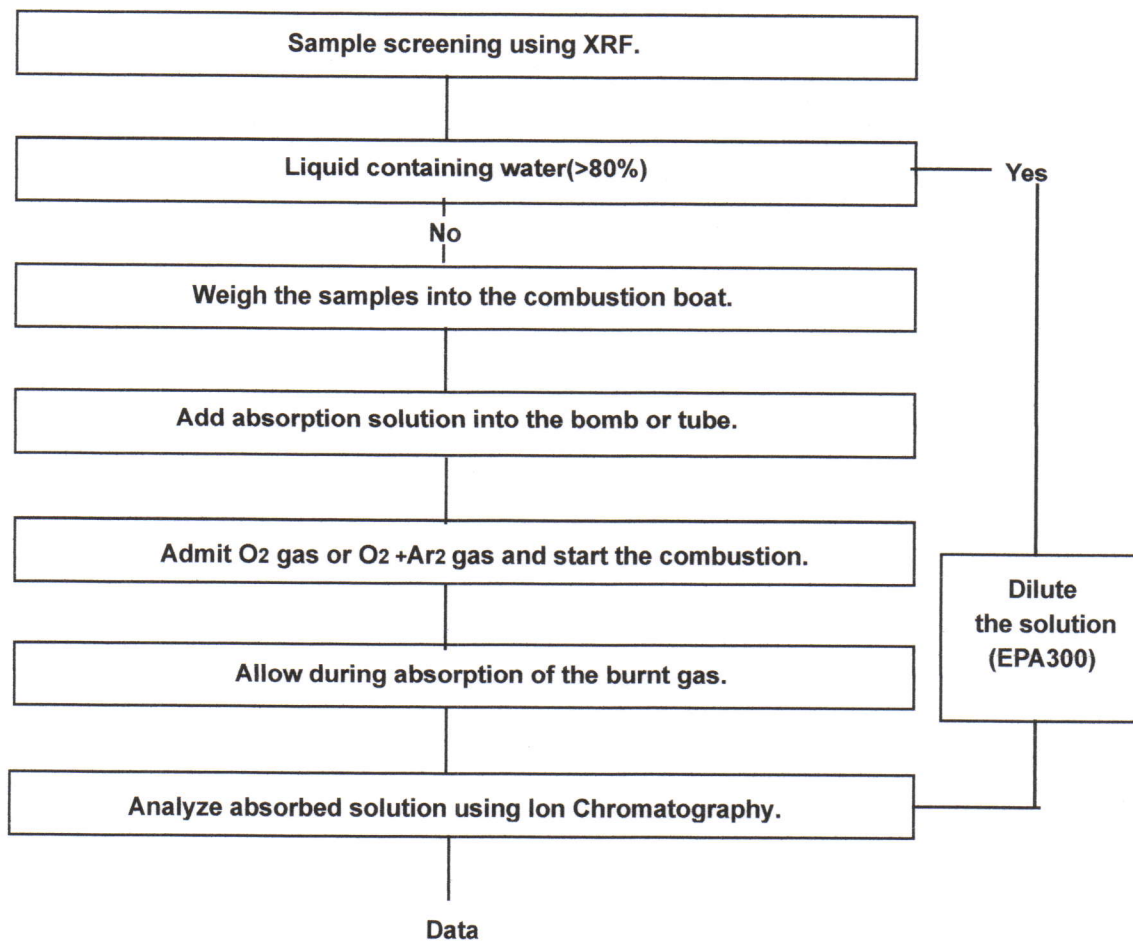 Sample screening using XRF.
Liquid containing water(>80%)
Yes
No
Weigh the samples into the combustion boat.
Add absorption solution into the bomb or tube.
Admit O2 gas or O2 +Ar2 gas and start the combustion.
Dilute
the solution
(EPA300)
Allow during absorption of the burnt gas.
Analyze absorbed solution using Ion Chromatography.
Data